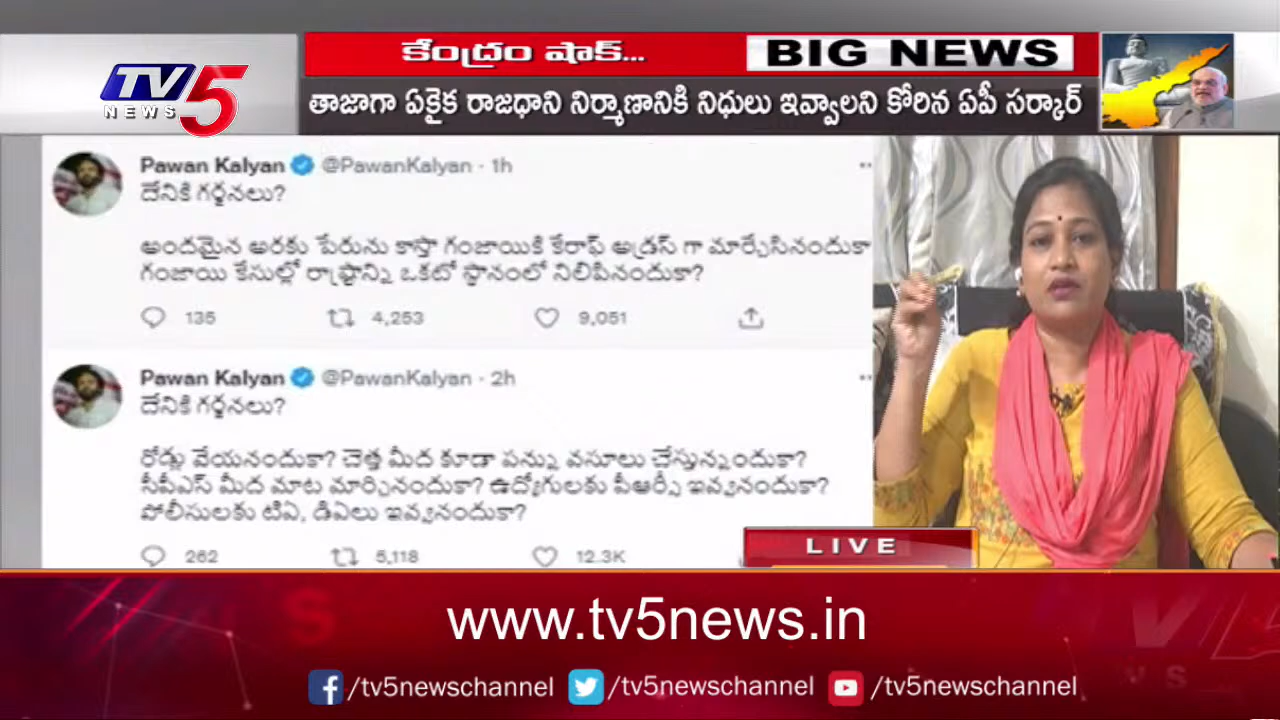 TV5
NEWS
కేంద్రం షాక్...
BIG NEWS
తాజాగా ఏకైక రాజధాని నిర్మాణానికి నిధులు ఇవ్వాలని కోరిన ఏపీ సర్కార్
Pawan Kalyan @PawanKalyan · 1h
దేనికి గర్జనలు?
అందమైన అరకు పేరును కాస్తా గంజాయికి కేరాఫ్ అడ్రస్ గా మార్చేసినందుకా
గంజాయి కేసుల్లో రాష్ట్రాన్ని ఒకటో స్థానంలో నిలిపినందుకా?
135 4,253 9,051
Pawan Kalyan @PawanKalyan · 2h
దేనికి గర్జనలు?
రోడ్లు వేయనందుకా? చెత్త మీద కూడా పన్ను వసూలు చేస్తున్నందుకా?
సీపీఎస్ మీద మాట మార్చినందుకా? ఉద్యోగులకు పీఆర్సీ ఇవ్వనందుకా?
పోలీసులకు టిఏ, డిఏలు ఇవ్వనందుకా?
262 5,118 12.3K
LIVE
www.tv5news.in
/tv5newschannel /tv5newschannel /tv5newschannel